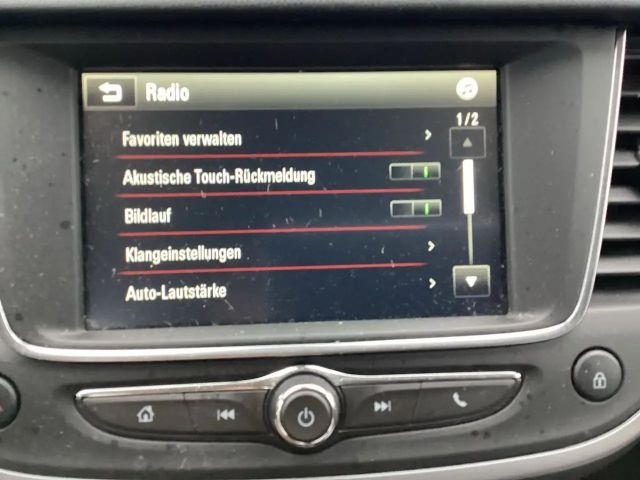 Radio
1/2
Favoriten verwalten
Akustische Touch-Rückmeldung
Bildlauf
Klangeinstellungen
Auto-Lautstärke